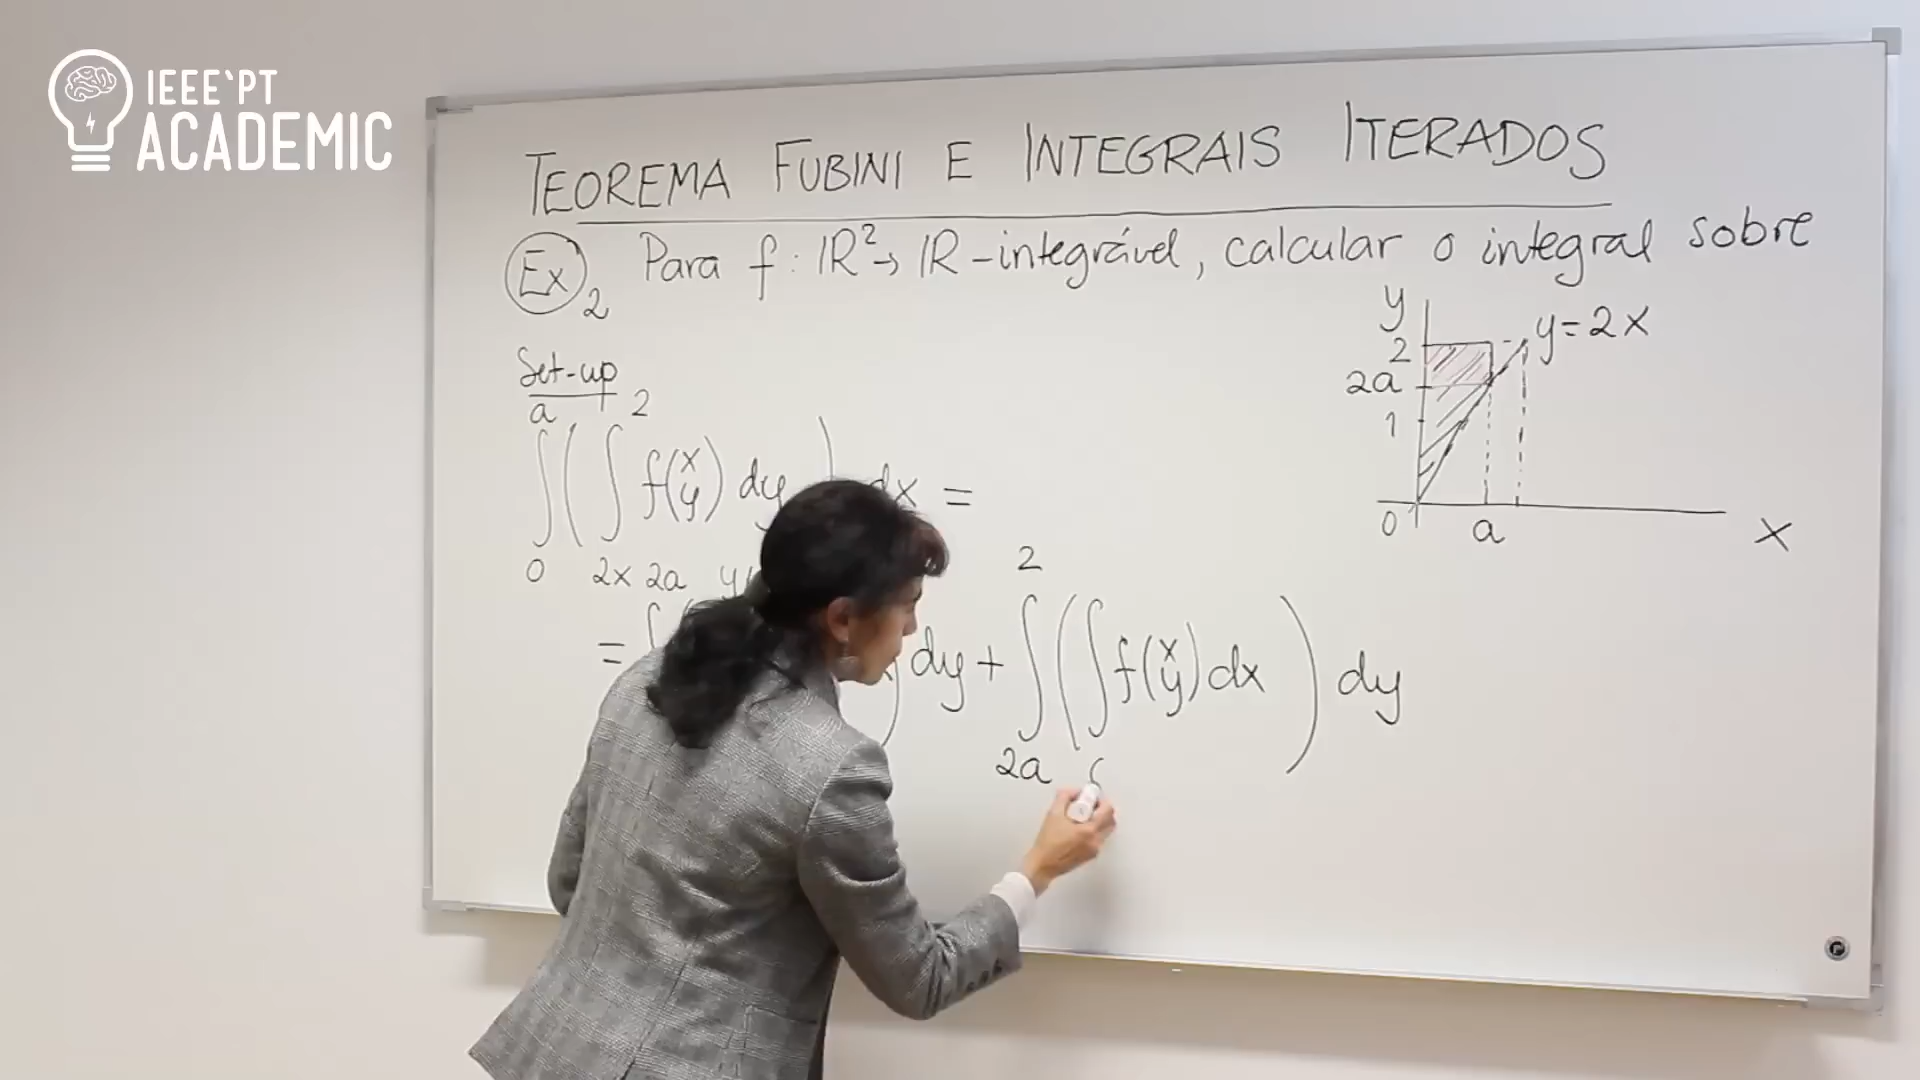 IEEE`PT
ACADEMIC
TEOREMA FUBINI E INTEGRAIS ITERADOS
Ex 2 Para f : IR² → IR - integrável, calcular o integral sobre
y
y=2x
2
2a
1
0 a x
Set-up
a 2
∫ ( ∫ f(x y) dy ) dx =
0 2x
2a 2
= ∫ dy + ∫ ( ∫ f(x y) dx ) dy
2a